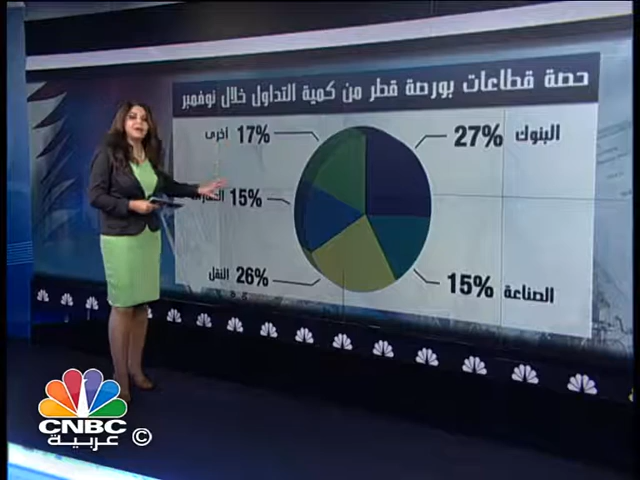 حصة قطاعات بورصة قطر من كمية التداول خلال نوفمبر
البنوك 27%
17% أخرى
15%
26% النقل
الصناعة 15%
CNBC
عربية ©